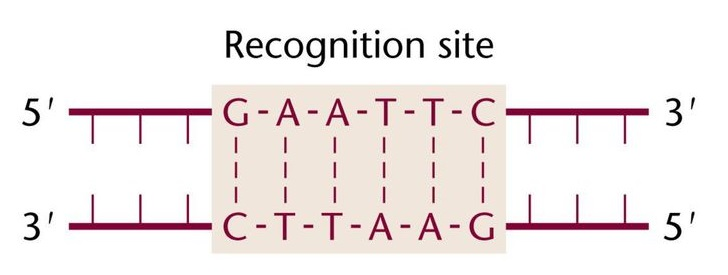 Recognition site
5′ G-A-A-T-T-C 3′
3′ C-T-T-A-A-G 5′